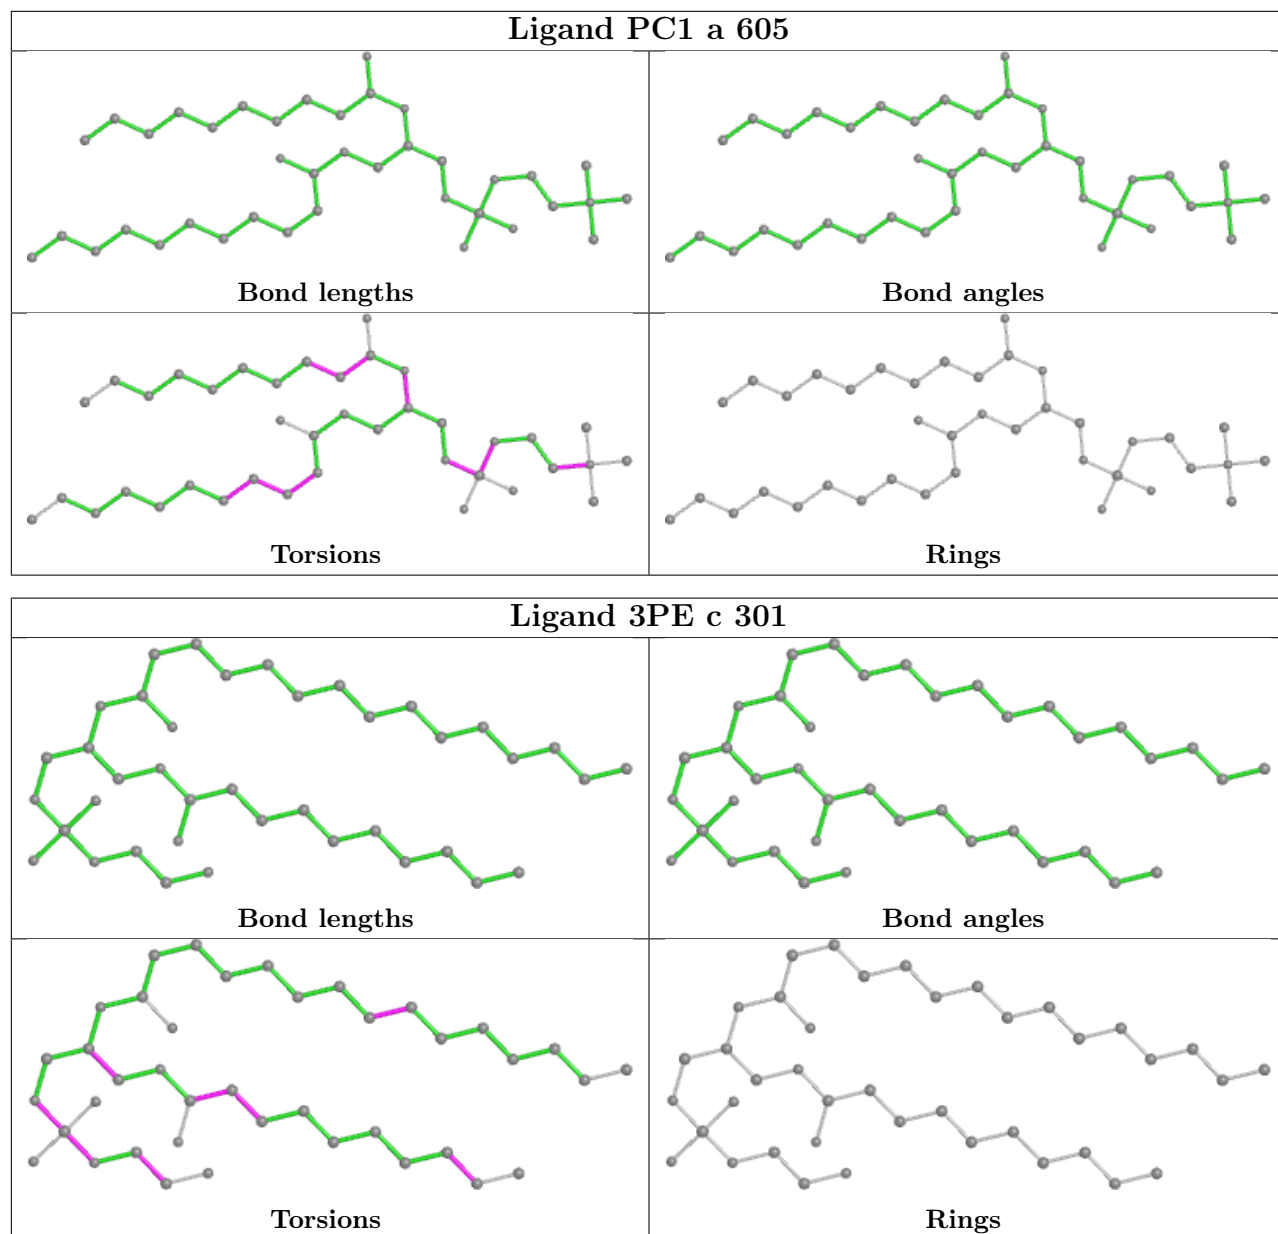 Ligand PC1 a 605
Bond lengths
Bond angles
Torsions
Rings
Ligand 3PE c 301
Bond lengths
Bond angles
Torsions
Rings